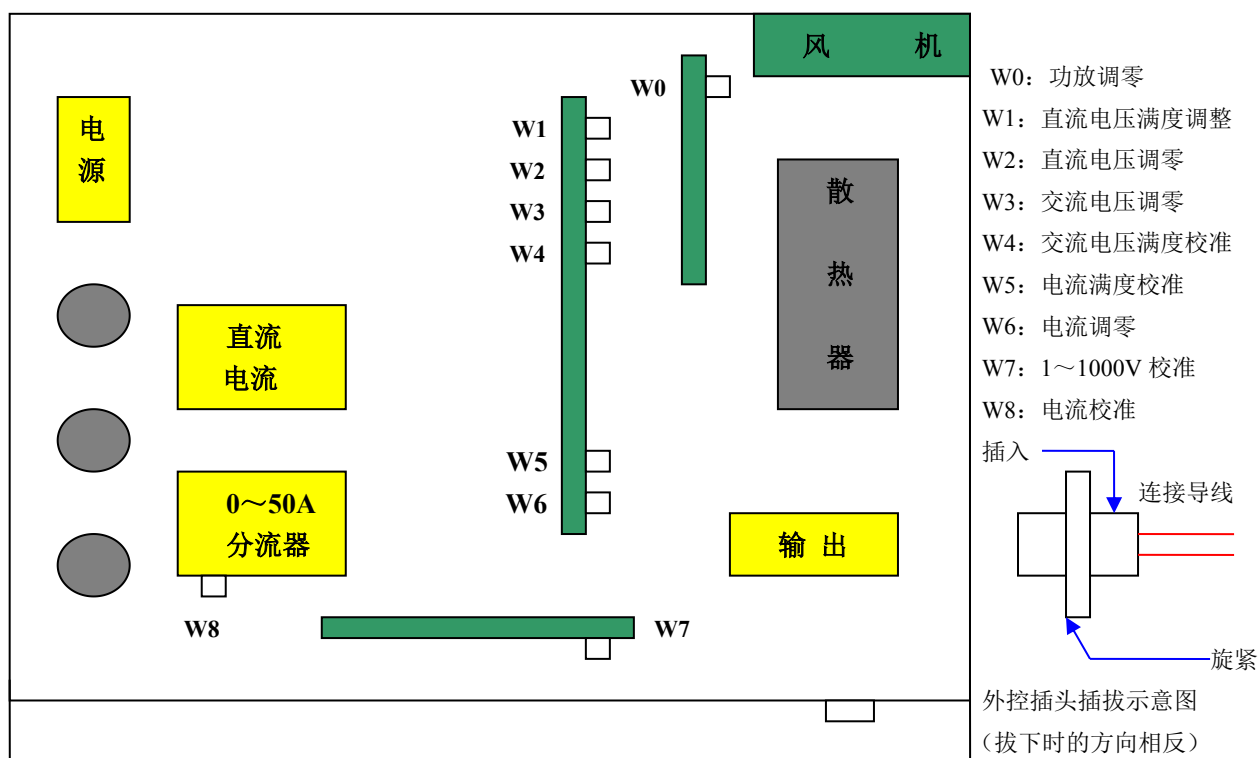 风 机
W0
电
源
W1
W2
W3
W4
散
热
器
直流
电流
W5
W6
0～50A
分流器
输 出
W8
W7
W0：功放调零
W1：直流电压满度调整
W2：直流电压调零
W3：交流电压调零
W4：交流电压满度校准
W5：电流满度校准
W6：电流调零
W7：1～1000V 校准
W8：电流校准
插入
连接导线
旋紧
外控插头插拔示意图
（拔下时的方向相反）